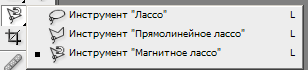 Инструмент "Лассо" L
Инструмент "Прямолинейное лассо" L
Инструмент "Магнитное лассо" L